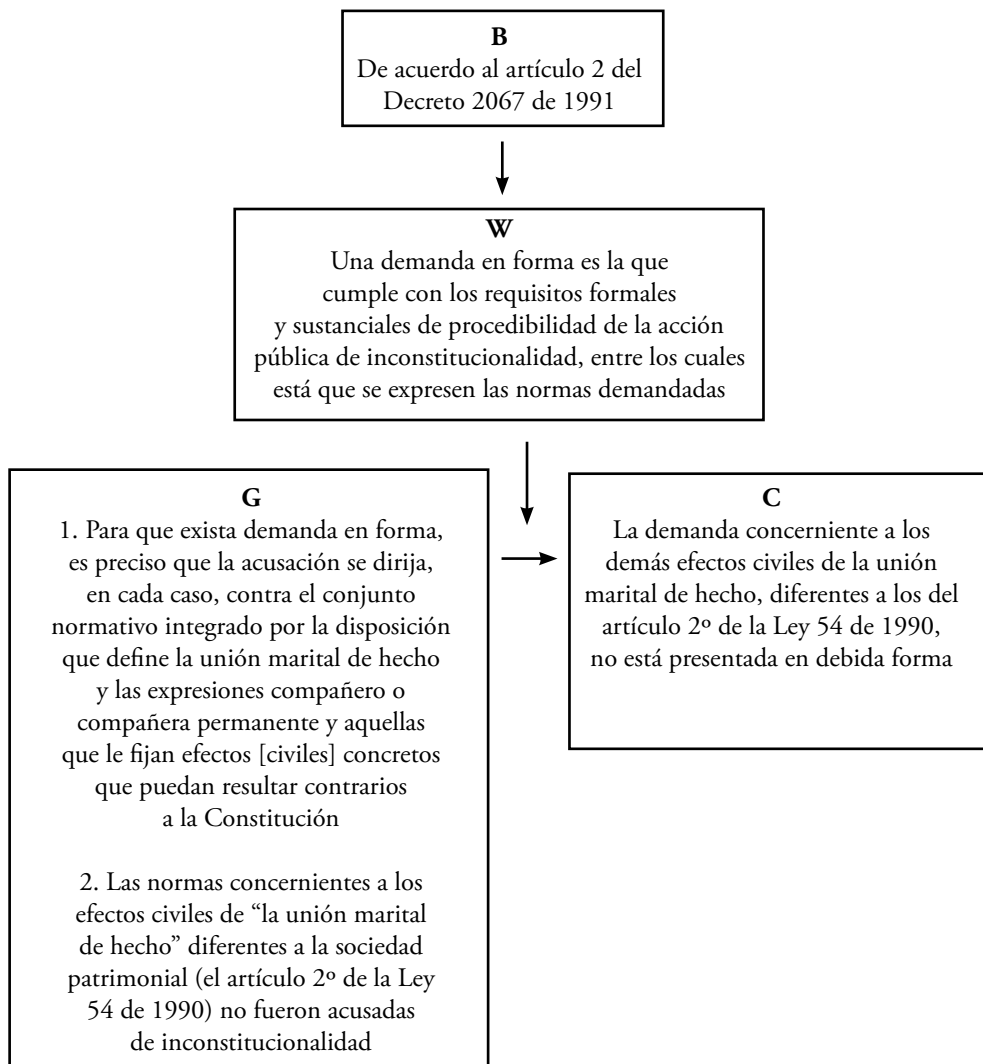 B
De acuerdo al artículo 2 del
Decreto 2067 de 1991
W
Una demanda en forma es la que
cumple con los requisitos formales
y sustanciales de procedibilidad de la acción
pública de inconstitucionalidad, entre los cuales
está que se expresen las normas demandadas
G
1. Para que exista demanda en forma,
es preciso que la acusación se dirija,
en cada caso, contra el conjunto
normativo integrado por la disposición
que define la unión marital de hecho
y las expresiones compañero o
compañera permanente y aquellas
que le fijan efectos [civiles] concretos
que puedan resultar contrarios
a la Constitución
2. Las normas concernientes a los
efectos civiles de “la unión marital
de hecho” diferentes a la sociedad
patrimonial (el artículo 2º de la Ley
54 de 1990) no fueron acusadas
de inconstitucionalidad
C
La demanda concerniente a los
demás efectos civiles de la unión
marital de hecho, diferentes a los del
artículo 2º de la Ley 54 de 1990,
no está presentada en debida forma